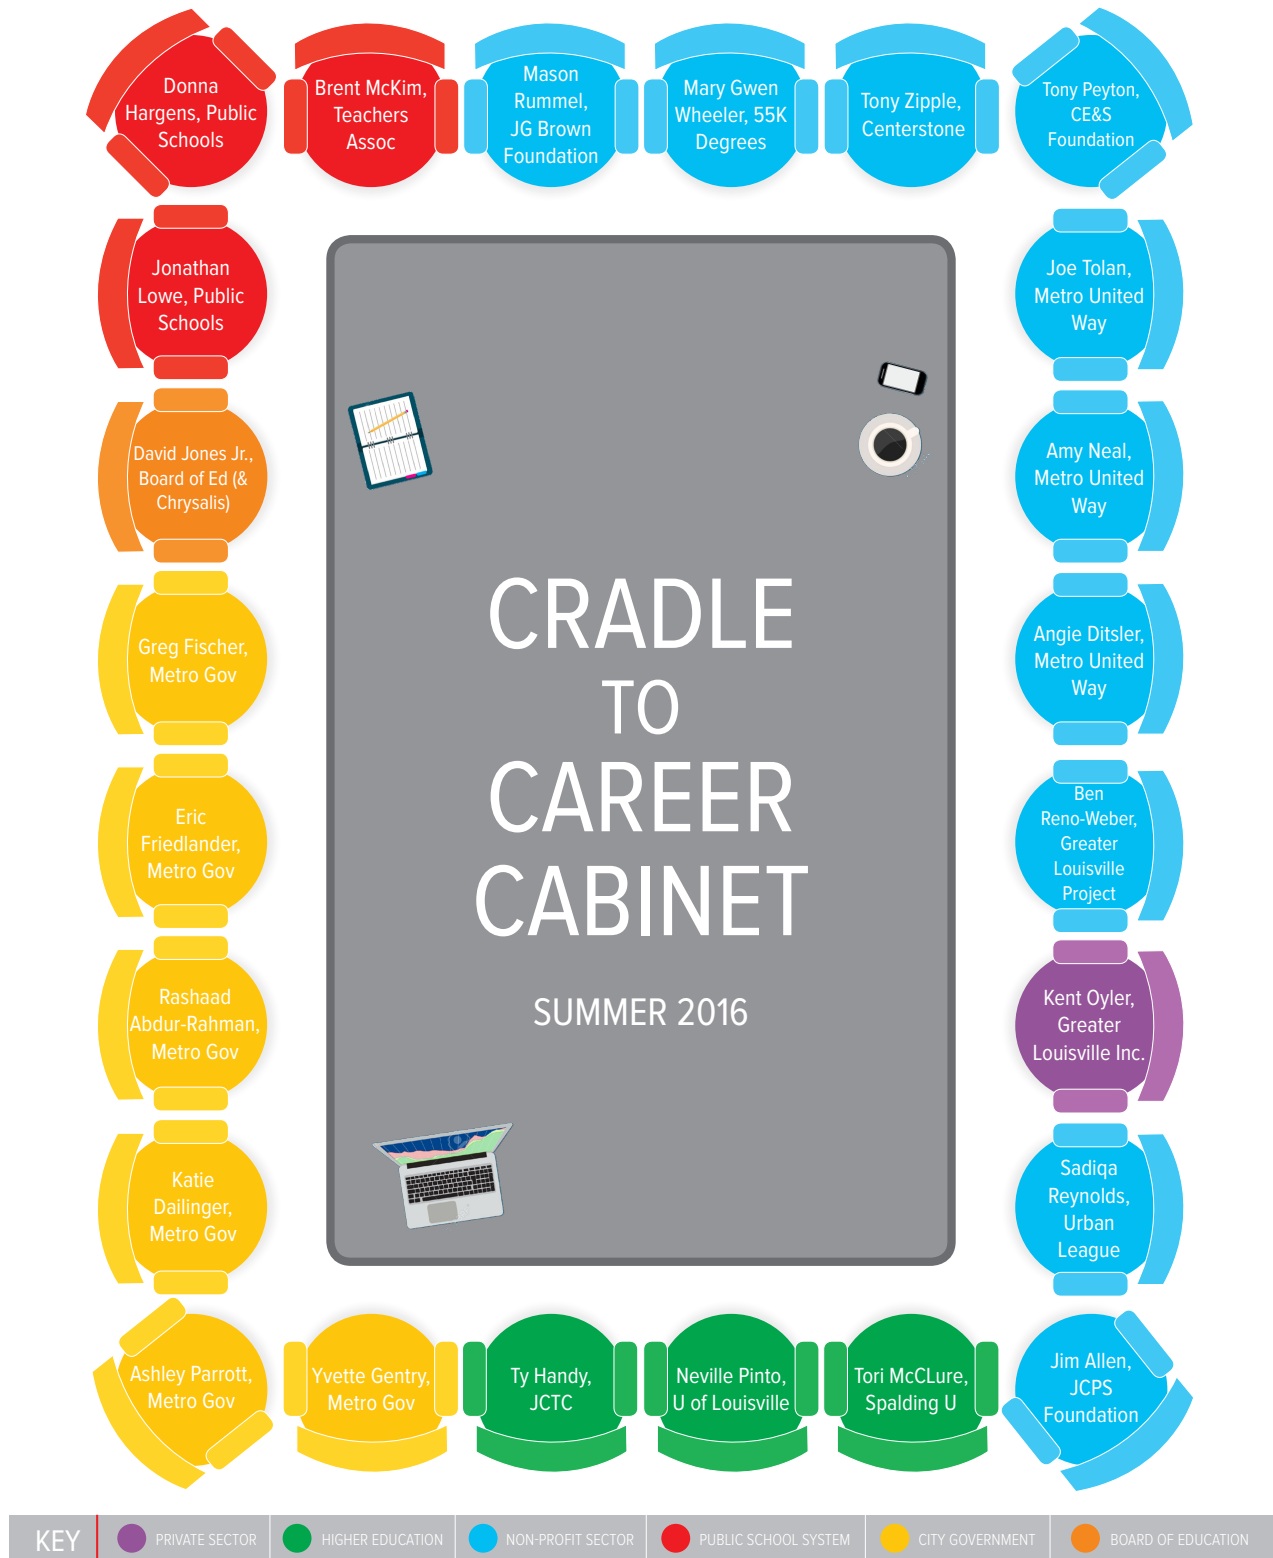 Donna
Hargens, Public
Schools
Brent McKim,
Teachers
Assoc
Mason
Rummel,
JG Brown
Foundation
Mary Gwen
Wheeler, 55K
Degrees
Tony Zipple,
Centerstone
Tony Peyton,
CE&S
Foundation
Jonathan
Lowe, Public
Schools
Joe Tolan,
Metro United
Way
David Jones Jr.,
Board of Ed (&
Chrysalis)
Amy Neal,
Metro United
Way
Greg Fischer,
Metro Gov
Angie Ditsler,
Metro United
Way
Eric
Friedlander,
Metro Gov
Ben
Reno-Weber,
Greater
Louisville
Project
Rashaad
Abdur-Rahman,
Metro Gov
Kent Oyler,
Greater
Louisville Inc.
Katie
Dailinger,
Metro Gov
Sadiqa
Reynolds,
Urban
League
Ashley Parrott,
Metro Gov
Yvette Gentry,
Metro Gov
Ty Handy,
JCTC
Neville Pinto,
U of Louisville
Tori McCLure,
Spalding U
Jim Allen,
JCPS
Foundation
CRADLE
TO
CAREER
CABINET
SUMMER 2016
KEY
PRIVATE SECTOR
HIGHER EDUCATION
NON-PROFIT SECTOR
PUBLIC SCHOOL SYSTEM
CITY GOVERNMENT
BOARD OF EDUCATION